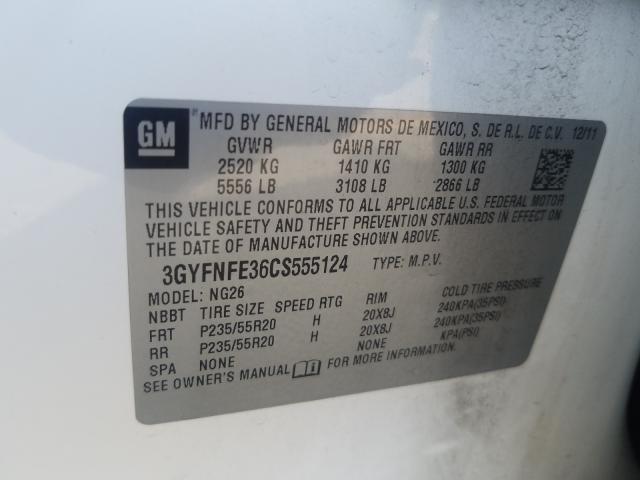 GM
MFD BY GENERAL MOTORS DE MEXICO, S. DE R.L. DE C.V. 12/11
GVWR GAWR FRT GAWR RR
2520 KG 1410 KG 1300 KG
5556 LB 3108 LB 2866 LB
THIS VEHICLE CONFORMS TO ALL APPLICABLE U.S. FEDERAL MOTOR
VEHICLE SAFETY AND THEFT PREVENTION STANDARDS IN EFFECT ON
THE DATE OF MANUFACTURE SHOWN ABOVE.
3GYFNFE36CS555124 TYPE: M.P.V.
MODEL: NG26
NBBT TIRE SIZE SPEED RTG RIM COLD TIRE PRESSURE
FRT P235/55R20 H 20X8J 240KPA(35PSI)
RR P235/55R20 H 20X8J 240KPA(35PSI)
SPA NONE NONE KPA(PSI)
SEE OWNER'S MANUAL FOR MORE INFORMATION.